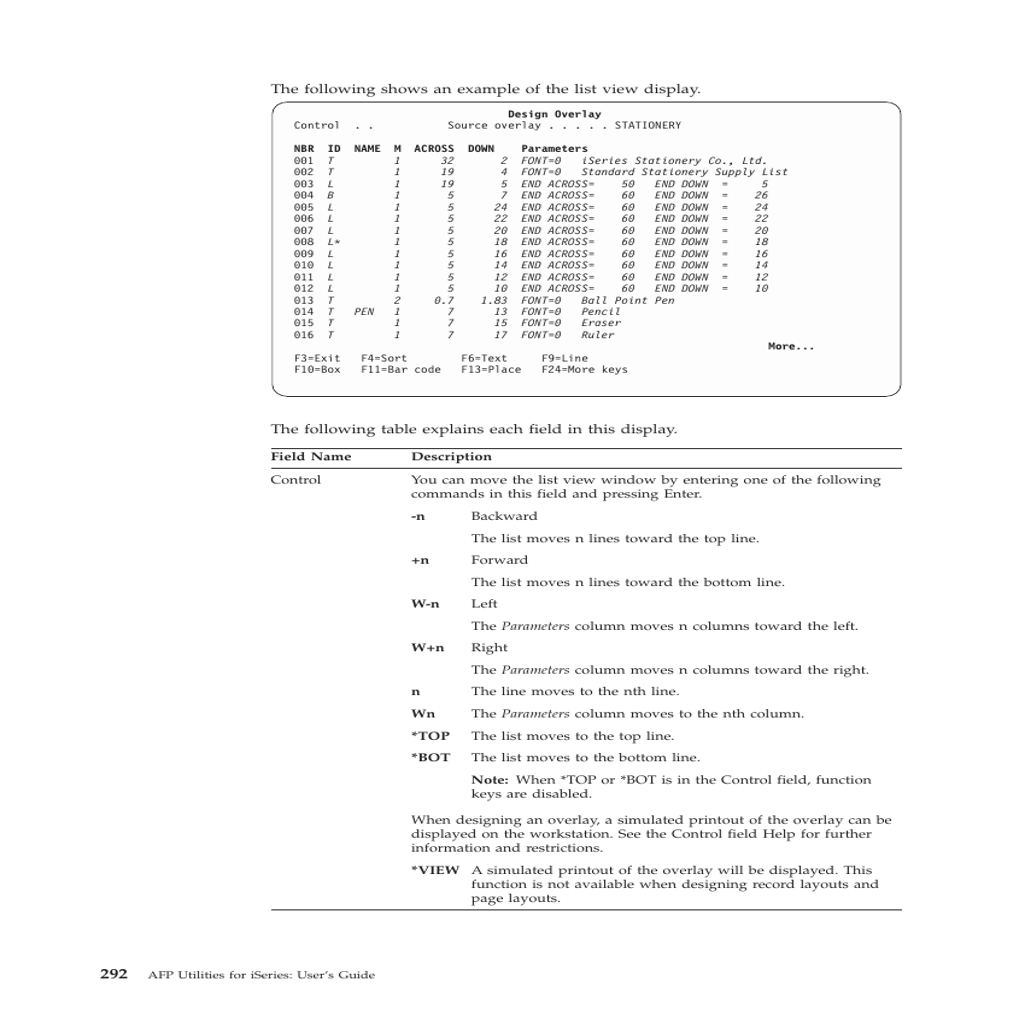 The following shows an example of the list view display.
Design Overlay
Control . . Source overlay . . . . . STATIONERY
NBR ID NAME M ACROSS DOWN Parameters
001 T 1 32 2 FONT=0 iSeries Stationery Co., Ltd.
002 T 1 19 4 FONT=0 Standard Stationery Supply List
003 L 1 19 5 END ACROSS= 50 END DOWN = 5
004 B 1 5 7 END ACROSS= 60 END DOWN = 26
005 L 1 5 24 END ACROSS= 60 END DOWN = 24
006 L 1 5 22 END ACROSS= 60 END DOWN = 22
007 L 1 5 20 END ACROSS= 60 END DOWN = 20
008 L* 1 5 18 END ACROSS= 60 END DOWN = 18
009 L 1 5 16 END ACROSS= 60 END DOWN = 16
010 L 1 5 14 END ACROSS= 60 END DOWN = 14
011 L 1 5 12 END ACROSS= 60 END DOWN = 12
012 L 1 5 10 END ACROSS= 60 END DOWN = 10
013 T 2 0.7 1.83 FONT=0 Ball Point Pen
014 T PEN 1 7 13 FONT=0 Pencil
015 T 1 7 15 FONT=0 Eraser
016 T 1 7 17 FONT=0 Ruler
More...
F3=Exit F4=Sort F6=Text F9=Line
F10=Box F11=Bar code F13=Place F24=More keys
The following table explains each field in this display.
Field Name Description
Control You can move the list view window by entering one of the following
commands in this field and pressing Enter.
-n Backward
The list moves n lines toward the top line.
+n Forward
The list moves n lines toward the bottom line.
W-n Left
The Parameters column moves n columns toward the left.
W+n Right
The Parameters column moves n columns toward the right.
n The line moves to the nth line.
Wn The Parameters column moves to the nth column.
*TOP The list moves to the top line.
*BOT The list moves to the bottom line.
Note: When *TOP or *BOT is in the Control field, function
keys are disabled.
When designing an overlay, a simulated printout of the overlay can be
displayed on the workstation. See the Control field Help for further
information and restrictions.
*VIEW A simulated printout of the overlay will be displayed. This
function is not available when designing record layouts and
page layouts.
292 AFP Utilities for iSeries: User's Guide